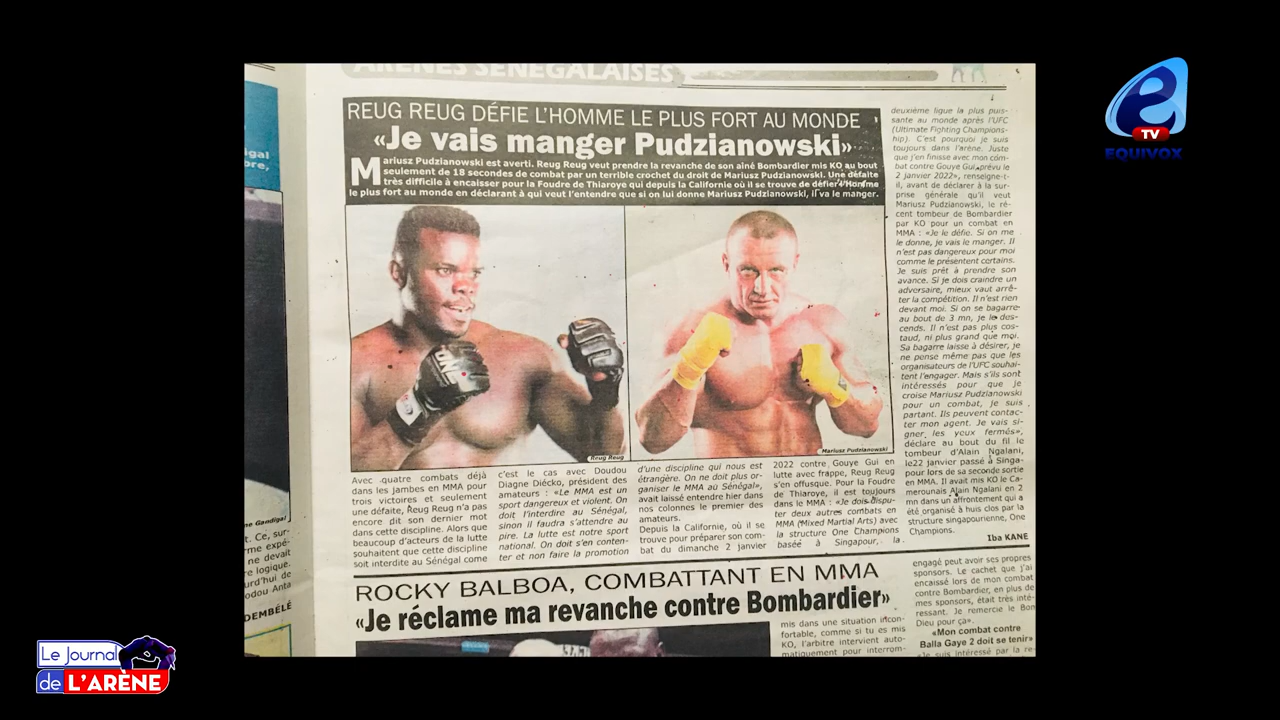 ARÈNES SÉNÉGALAISES
REUG REUG DÉFIE L'HOMME LE PLUS FORT AU MONDE
«Je vais manger Pudzianowski»
Mariusz Pudzianowski est averti. Reug Reug veut prendre la revanche de son aîné Bombardier mis KO au bout
seulement de 18 secondes de combat par un terrible crochet du droit de Mariusz Pudzianowski. Une défaite
très difficile à encaisser pour la Foudre de Thiaroye qui depuis la Californie où il se trouve de défier l'Homme
le plus fort au monde en déclarant à qui veut l'entendre que si on lui donne Mariusz Pudzianowski, il va le manger.
Reug Reug
Mariusz Pudzianowski
Avec quatre combats déjà
dans les jambes en MMA pour
trois victoires et seulement
une défaite, Reug Reug n'a pas
encore dit son dernier mot
dans cette discipline. Alors que
beaucoup d'acteurs de la lutte
souhaitent que cette discipline
soit interdite au Sénégal come
c'est le cas avec Doudou
Diagne Diécko, président des
amateurs : «Le MMA est un
sport dangereux et violent. On
doit l'interdire au Sénégal,
sinon il faudra s'attendre au
pire. La lutte est notre sport
national. On doit s'en conten-
ter et non faire la promotion
d'une discipline qui nous est
étrangère. On ne doit plus or-
ganiser le MMA au Sénégal»,
avait laissé entendre hier dans
nos colonnes le premier des
amateurs.
Depuis la Californie, où il se
trouve pour préparer son com-
bat du dimanche 2 janvier
2022 contre Gouye Gui en
lutte avec frappe, Reug Reug
s'en offusque. Pour la Foudre
de Thiaroye, il est toujours
dans le MMA : «Je dois dispu-
ter deux autres combats en
MMA (Mixed Martial Arts) avec
la structure One Champions
basée à Singapour, la
deuxième ligue la plus puis-
sante au monde après l'UFC
(Ultimate Fighting Champions-
hip). C'est pourquoi je suis
toujours dans l'arène. Juste
que j'en finisse avec mon com-
bat contre Gouye Gui prévu le
2 janvier 2022», renseigne-t-
il, avant de déclarer à la sur-
prise générale qu'il veut
Mariusz Pudzianowski, le ré-
cent tombeur de Bombardier
par KO pour un combat en
MMA : «Je le défie. Si on me
le donne, je vais le manger. Il
n'est pas dangereux pour moi
comme le présentent certains.
Je suis prêt à prendre son
avance. Si je dois craindre un
adversaire, mieux vaut arrê-
ter la compétition. Il n'est rien
devant moi. Si on se bagarre
au bout de 3 mn, je le des-
cends. Il n'est pas plus cos-
taud, ni plus grand que moi.
Sa bagarre laisse à désirer, je
ne pense même pas que les
organisateurs de l'UFC souhai-
tent l'engager. Mais s'ils sont
intéressés pour que je
croise Mariusz Pudzianowski
pour un combat, je suis
partant. Ils peuvent contac-
ter mon agent. Je vais si-
gner les yeux fermés»,
déclare au bout du fil le
tombeur d'Alain Ngalani,
le22 janvier passé à Singa-
pour lors de sa seconde sortie
en MMA. Il avait mis KO le Ca-
merounais Alain Ngalani en 2
mn dans un affrontement qui a
été organisé à huis clos par la
structure singapourienne, One
Champions.
Iba KANE
ROCKY BALBOA, COMBATTANT EN MMA
«Je réclame ma revanche contre Bombardier»
mis dans une situation incon-
fortable, comme si tu es mis
KO, l'arbitre intervient auto-
matiquement pour interrom-
engagé peut avoir ses propres
sponsors. Le cachet que j'ai
encaissé lors de mon combat
contre Bombardier, en plus de
mes sponsors, était très inté-
ressant. Je remercie le Bon
Dieu pour ça».
«Mon combat contre
Balla Gaye 2 doit se tenir»
«Je suis intéressé par la re-
DEMBÉLÉ
e
TV
EQUIVOX
Le Journal
de L'ARÈNE